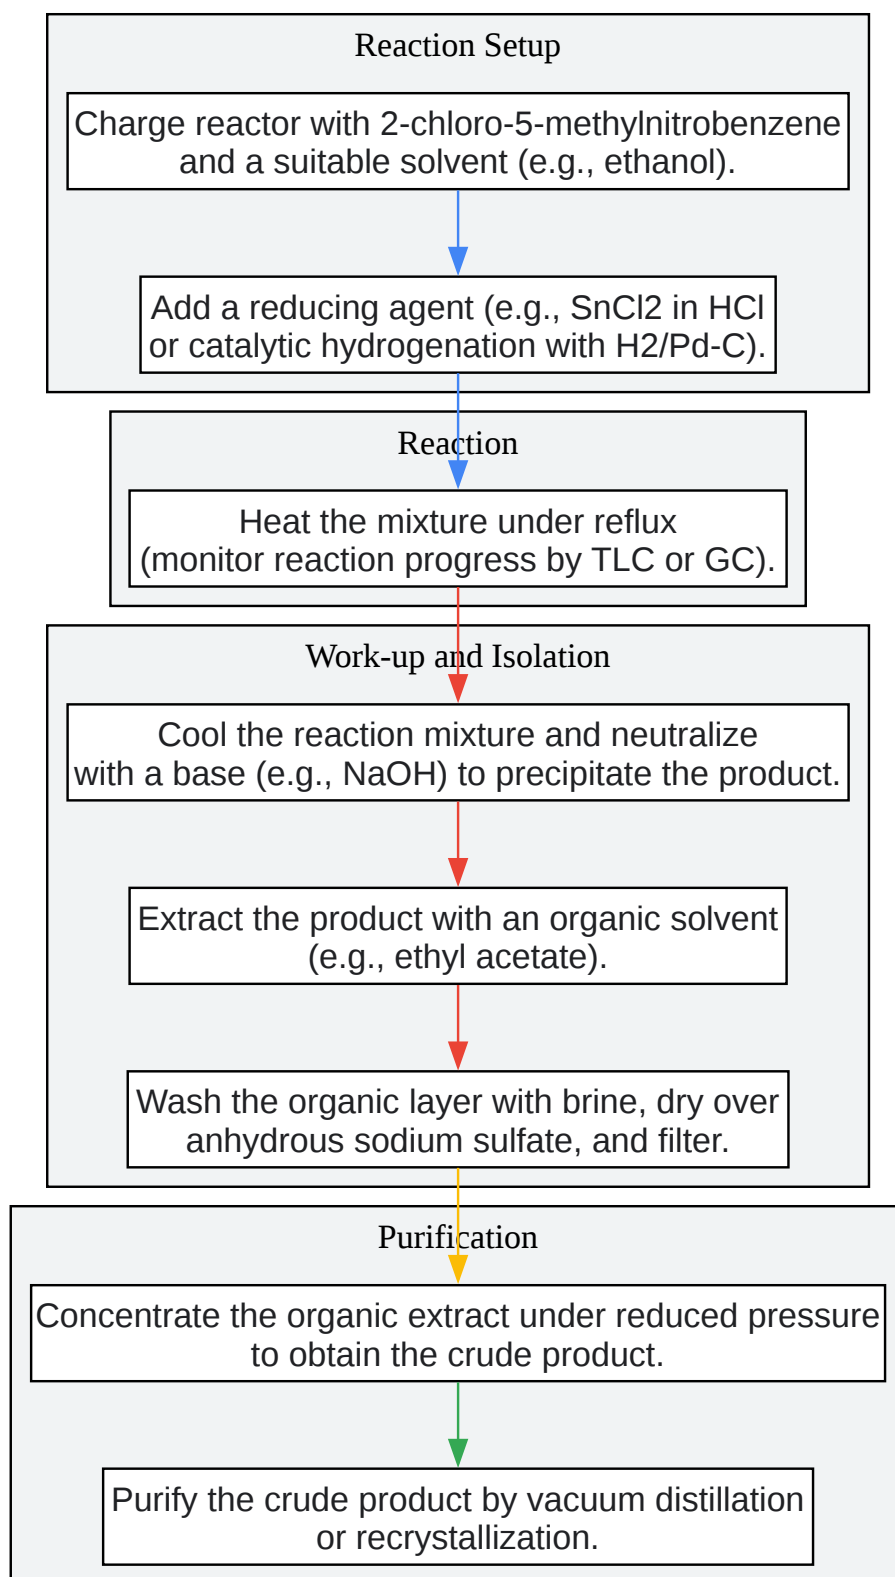 Reaction Setup
Charge reactor with 2-chloro-5-methylnitrobenzene
and a suitable solvent (e.g., ethanol).
Add a reducing agent (e.g., SnCl2 in HCl
or catalytic hydrogenation with H2/Pd-C).
Reaction
Heat the mixture under reflux
(monitor reaction progress by TLC or GC).
Work-up and Isolation
Cool the reaction mixture and neutralize
with a base (e.g., NaOH) to precipitate the product.
Extract the product with an organic solvent
(e.g., ethyl acetate).
Wash the organic layer with brine, dry over
anhydrous sodium sulfate, and filter.
Purification
Concentrate the organic extract under reduced pressure
to obtain the crude product.
Purify the crude product by vacuum distillation
or recrystallization.